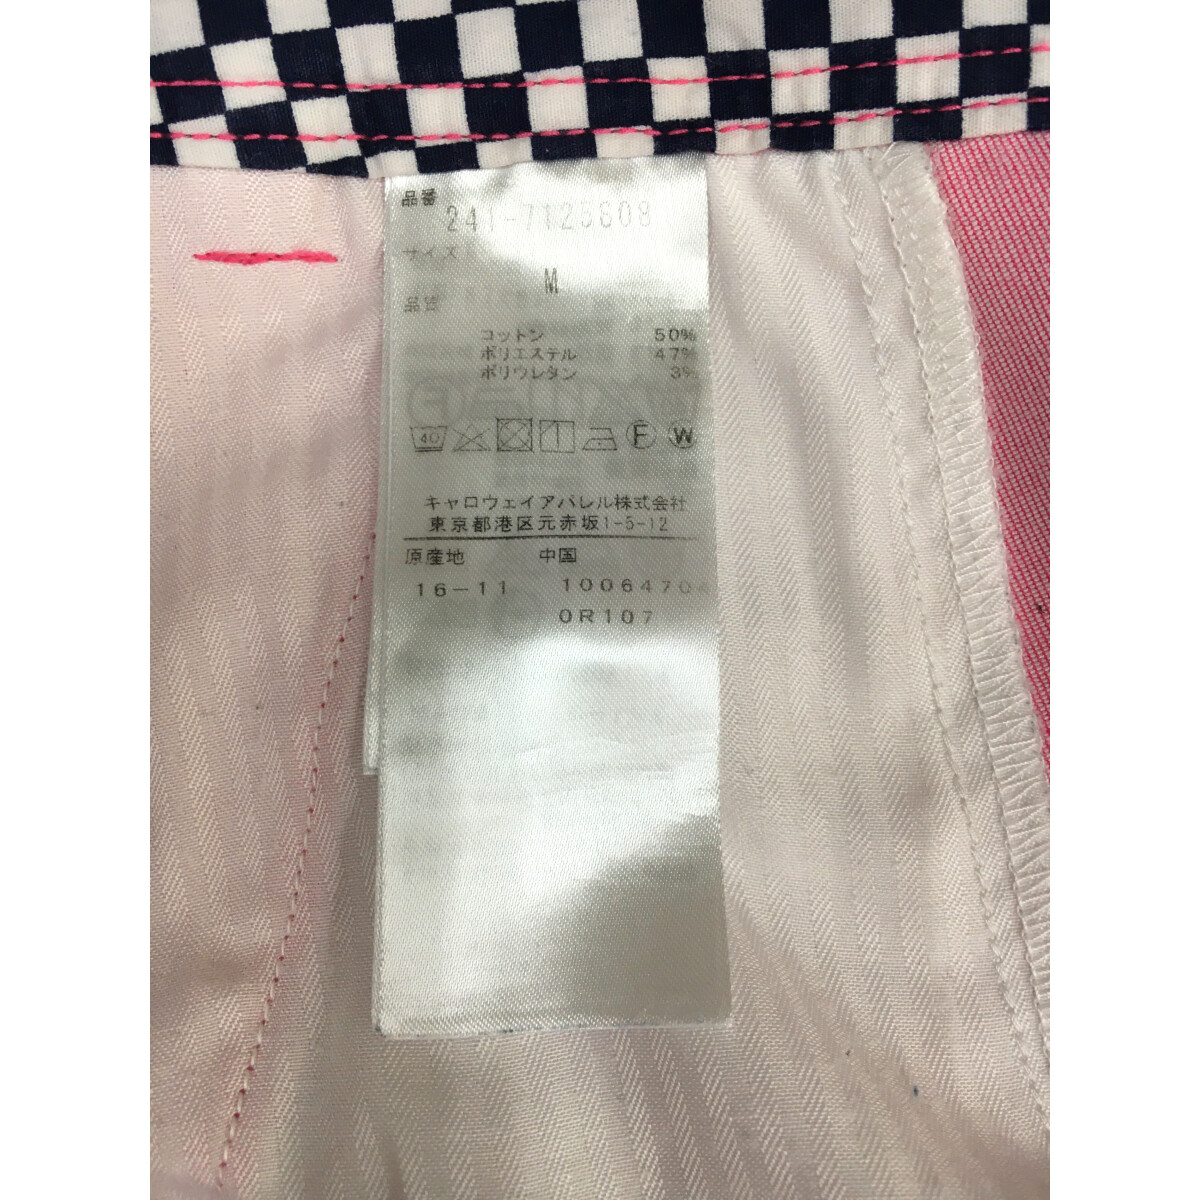 品番
241-7125808
サイズ
M
品質
コットン 50%
ポリエステル 47%
ポリウレタン 3%
40 F W
キャロウェイアパレル株式会社
東京都港区元赤坂1-5-12
原産地 中国
16-11 1006470
0R107